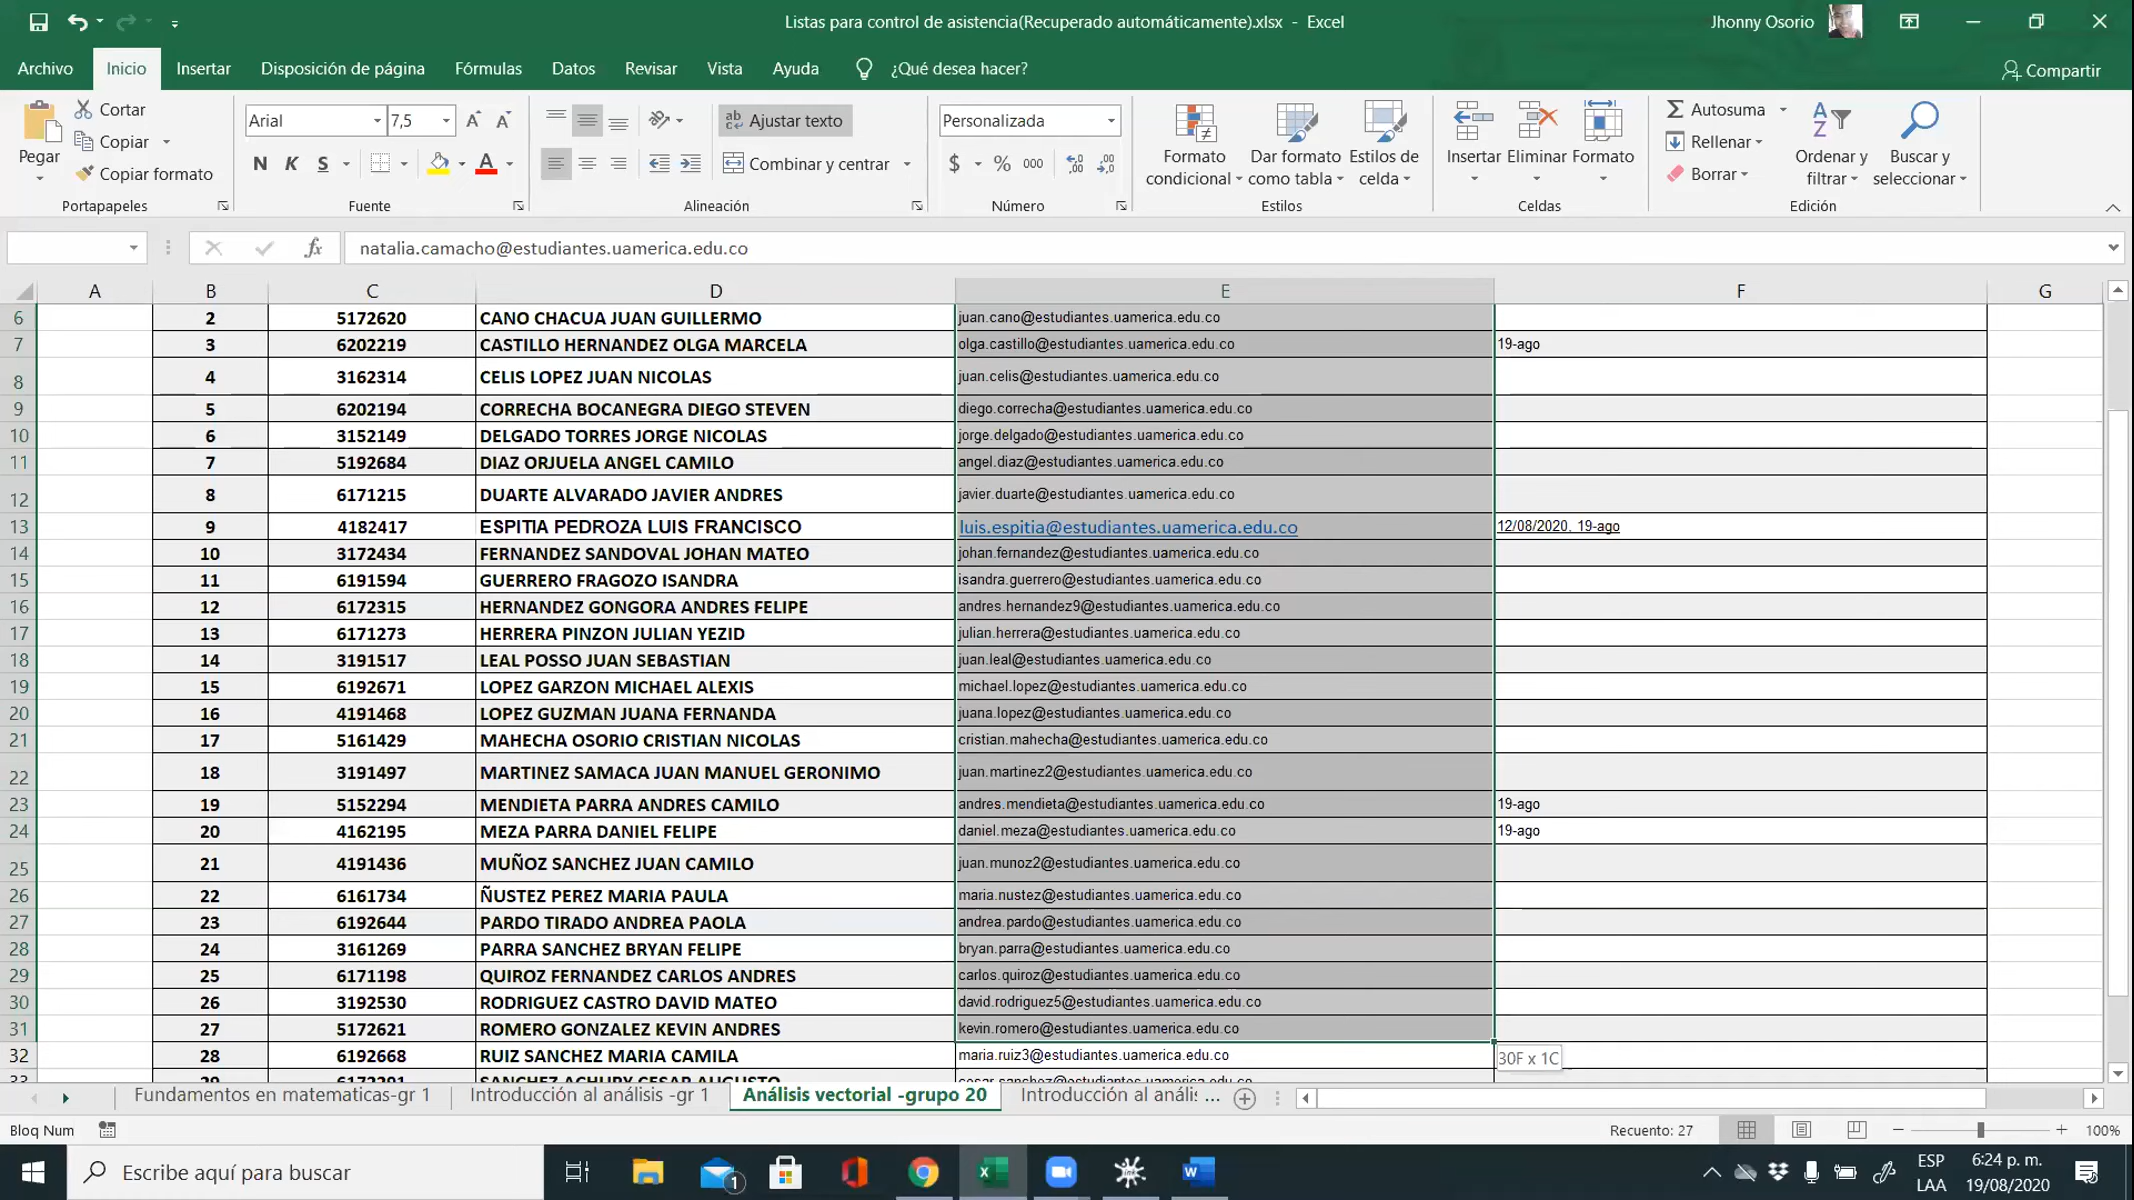 Listas para control de asistencia(Recuperado automáticamente).xlsx - Excel
Jhonny Osorio
Archivo Inicio Insertar Disposición de página Fórmulas Datos Revisar Vista Ayuda ¿Qué desea hacer? Compartir
Pegar
Cortar
Copiar
Copiar formato
Portapapeles
Arial 7,5
N K S
Fuente
Ajustar texto
Combinar y centrar
Alineación
Personalizada
$ % 000
Número
Formato condicional
Dar formato como tabla
Estilos de celda
Estilos
Insertar Eliminar Formato
Celdas
Autosuma
Rellenar
Borrar
Ordenar y filtrar
Buscar y seleccionar
Edición
fx natalia.camacho@estudiantes.uamerica.edu.co
A B C D E F G
6 2 5172620 CANO CHACUA JUAN GUILLERMO juan.cano@estudiantes.uamerica.edu.co
7 3 6202219 CASTILLO HERNANDEZ OLGA MARCELA olga.castillo@estudiantes.uamerica.edu.co 19-ago
8 4 3162314 CELIS LOPEZ JUAN NICOLAS juan.celis@estudiantes.uamerica.edu.co
9 5 6202194 CORRECHA BOCANEGRA DIEGO STEVEN diego.correcha@estudiantes.uamerica.edu.co
10 6 3152149 DELGADO TORRES JORGE NICOLAS jorge.delgado@estudiantes.uamerica.edu.co
11 7 5192684 DIAZ ORJUELA ANGEL CAMILO angel.diaz@estudiantes.uamerica.edu.co
12 8 6171215 DUARTE ALVARADO JAVIER ANDRES javier.duarte@estudiantes.uamerica.edu.co
13 9 4182417 ESPITIA PEDROZA LUIS FRANCISCO luis.espitia@estudiantes.uamerica.edu.co 12/08/2020. 19-ago
14 10 3172434 FERNANDEZ SANDOVAL JOHAN MATEO johan.fernandez@estudiantes.uamerica.edu.co
15 11 6191594 GUERRERO FRAGOZO ISANDRA isandra.guerrero@estudiantes.uamerica.edu.co
16 12 6172315 HERNANDEZ GONGORA ANDRES FELIPE andres.hernandez9@estudiantes.uamerica.edu.co
17 13 6171273 HERRERA PINZON JULIAN YEZID julian.herrera@estudiantes.uamerica.edu.co
18 14 3191517 LEAL POSSO JUAN SEBASTIAN juan.leal@estudiantes.uamerica.edu.co
19 15 6192671 LOPEZ GARZON MICHAEL ALEXIS michael.lopez@estudiantes.uamerica.edu.co
20 16 4191468 LOPEZ GUZMAN JUANA FERNANDA juana.lopez@estudiantes.uamerica.edu.co
21 17 5161429 MAHECHA OSORIO CRISTIAN NICOLAS cristian.mahecha@estudiantes.uamerica.edu.co
22 18 3191497 MARTINEZ SAMACA JUAN MANUEL GERONIMO juan.martinez2@estudiantes.uamerica.edu.co
23 19 5152294 MENDIETA PARRA ANDRES CAMILO andres.mendieta@estudiantes.uamerica.edu.co 19-ago
24 20 4162195 MEZA PARRA DANIEL FELIPE daniel.meza@estudiantes.uamerica.edu.co 19-ago
25 21 4191436 MUÑOZ SANCHEZ JUAN CAMILO juan.munoz2@estudiantes.uamerica.edu.co
26 22 6161734 ÑUSTEZ PEREZ MARIA PAULA maria.nustez@estudiantes.uamerica.edu.co
27 23 6192644 PARDO TIRADO ANDREA PAOLA andrea.pardo@estudiantes.uamerica.edu.co
28 24 3161269 PARRA SANCHEZ BRYAN FELIPE bryan.parra@estudiantes.uamerica.edu.co
29 25 6171198 QUIROZ FERNANDEZ CARLOS ANDRES carlos.quiroz@estudiantes.uamerica.edu.co
30 26 3192530 RODRIGUEZ CASTRO DAVID MATEO david.rodriguez5@estudiantes.uamerica.edu.co
31 27 5172621 ROMERO GONZALEZ KEVIN ANDRES kevin.romero@estudiantes.uamerica.edu.co
32 28 6192668 RUIZ SANCHEZ MARIA CAMILA maria.ruiz3@estudiantes.uamerica.edu.co 30F x 1C
33 29 6172291 SANCHEZ ACHURY CESAR AUGUSTO cesar.sanchez@estudiantes.uamerica.edu.co
Fundamentos en matematicas-gr 1 Introducción al análisis -gr 1 Análisis vectorial -grupo 20 Introducción al análi: ...
Bloq Num Recuento: 27 100%
Escribe aquí para buscar 1 ESP LAA 6:24 p. m. 19/08/2020